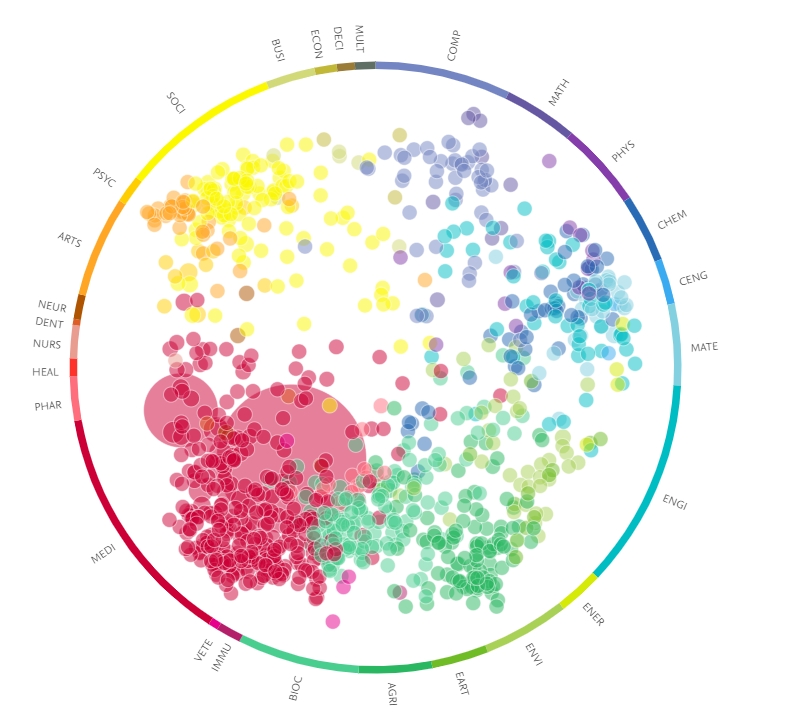 COMP
MATH
PHYS
CHEM
CENG
MATE
ENGI
ENER
ENVI
EART
AGRI
BIOC
IMMU
VETE
MEDI
PHAR
HEAL
NURS
DENT
NEUR
ARTS
PSYC
SOCI
BUSI
ECON
DECI
MULT